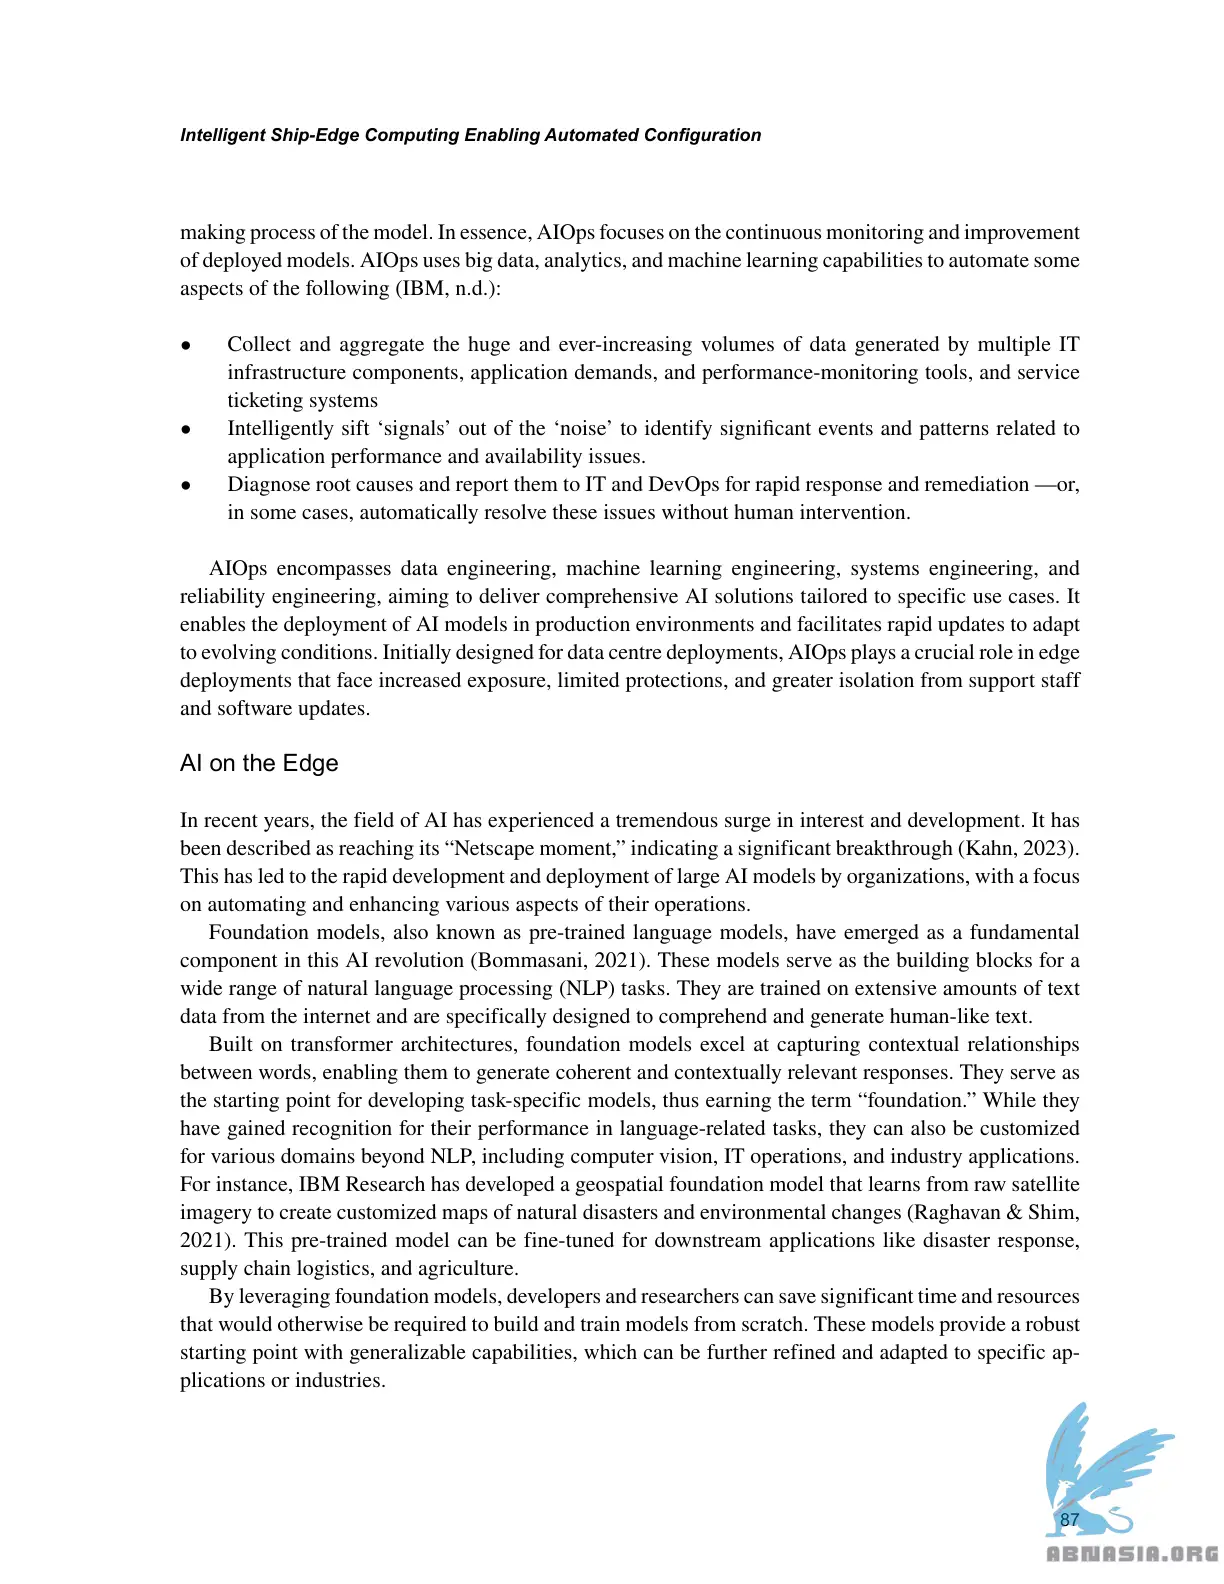 Intelligent Ship-Edge Computing Enabling Automated Configuration
making process of the model. In essence, AIOps focuses on the continuous monitoring and improvement
of deployed models. AIOps uses big data, analytics, and machine learning capabilities to automate some
aspects of the following (IBM, n.d.):
● Collect and aggregate the huge and ever-increasing volumes of data generated by multiple IT
infrastructure components, application demands, and performance-monitoring tools, and service
ticketing systems
● Intelligently sift ‘signals’ out of the ‘noise’ to identify significant events and patterns related to
application performance and availability issues.
● Diagnose root causes and report them to IT and DevOps for rapid response and remediation —or,
in some cases, automatically resolve these issues without human intervention.
AIOps encompasses data engineering, machine learning engineering, systems engineering, and
reliability engineering, aiming to deliver comprehensive AI solutions tailored to specific use cases. It
enables the deployment of AI models in production environments and facilitates rapid updates to adapt
to evolving conditions. Initially designed for data centre deployments, AIOps plays a crucial role in edge
deployments that face increased exposure, limited protections, and greater isolation from support staff
and software updates.
AI on the Edge
In recent years, the field of AI has experienced a tremendous surge in interest and development. It has
been described as reaching its “Netscape moment,” indicating a significant breakthrough (Kahn, 2023).
This has led to the rapid development and deployment of large AI models by organizations, with a focus
on automating and enhancing various aspects of their operations.
Foundation models, also known as pre-trained language models, have emerged as a fundamental
component in this AI revolution (Bommasani, 2021). These models serve as the building blocks for a
wide range of natural language processing (NLP) tasks. They are trained on extensive amounts of text
data from the internet and are specifically designed to comprehend and generate human-like text.
Built on transformer architectures, foundation models excel at capturing contextual relationships
between words, enabling them to generate coherent and contextually relevant responses. They serve as
the starting point for developing task-specific models, thus earning the term “foundation.” While they
have gained recognition for their performance in language-related tasks, they can also be customized
for various domains beyond NLP, including computer vision, IT operations, and industry applications.
For instance, IBM Research has developed a geospatial foundation model that learns from raw satellite
imagery to create customized maps of natural disasters and environmental changes (Raghavan & Shim,
2021). This pre-trained model can be fine-tuned for downstream applications like disaster response,
supply chain logistics, and agriculture.
By leveraging foundation models, developers and researchers can save significant time and resources
that would otherwise be required to build and train models from scratch. These models provide a robust
starting point with generalizable capabilities, which can be further refined and adapted to specific ap-
plications or industries.
87
ABNASIA.ORG